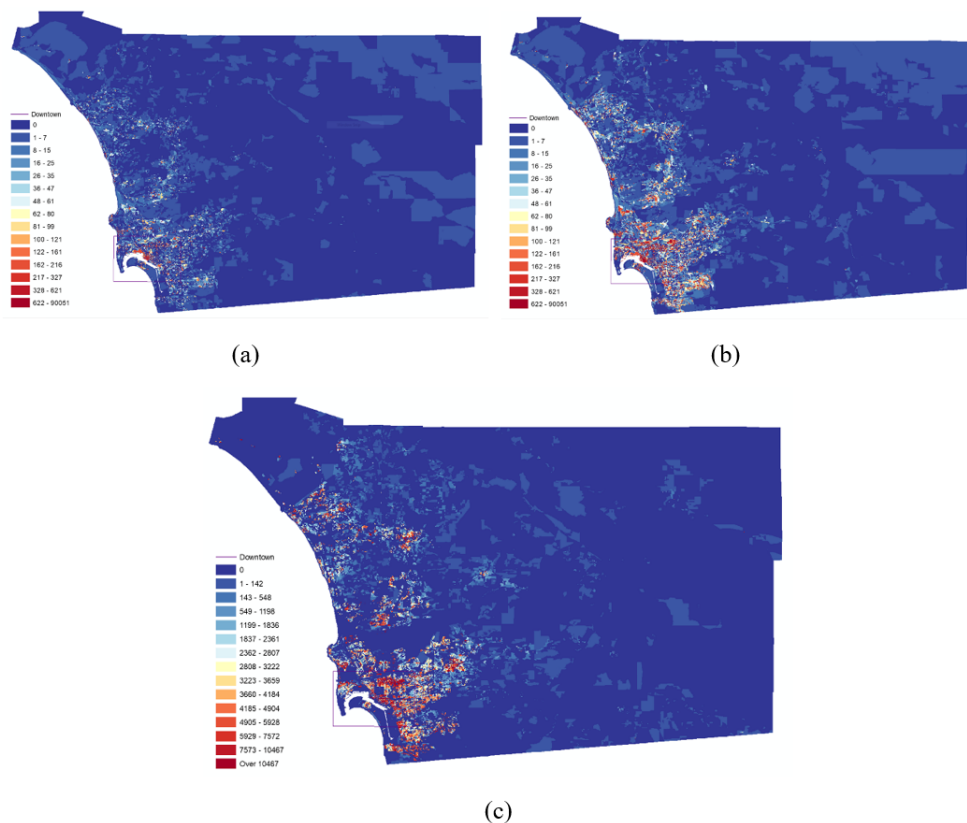 Downtown
0
1 - 7
8 - 15
16 - 25
26 - 35
36 - 47
48 - 61
62 - 80
81 - 99
100 - 121
122 - 161
162 - 216
217 - 327
328 - 621
622 - 90051
(a)
Downtown
0
1 - 7
8 - 15
16 - 25
26 - 35
36 - 47
48 - 61
62 - 80
81 - 99
100 - 121
122 - 161
162 - 216
217 - 327
328 - 621
622 - 90051
(b)
Downtown
0
1 - 142
143 - 548
549 - 1198
1199 - 1836
1837 - 2361
2362 - 2807
2808 - 3222
3223 - 3659
3660 - 4184
4185 - 4904
4905 - 5928
5929 - 7572
7573 - 10467
Over 10467
(c)